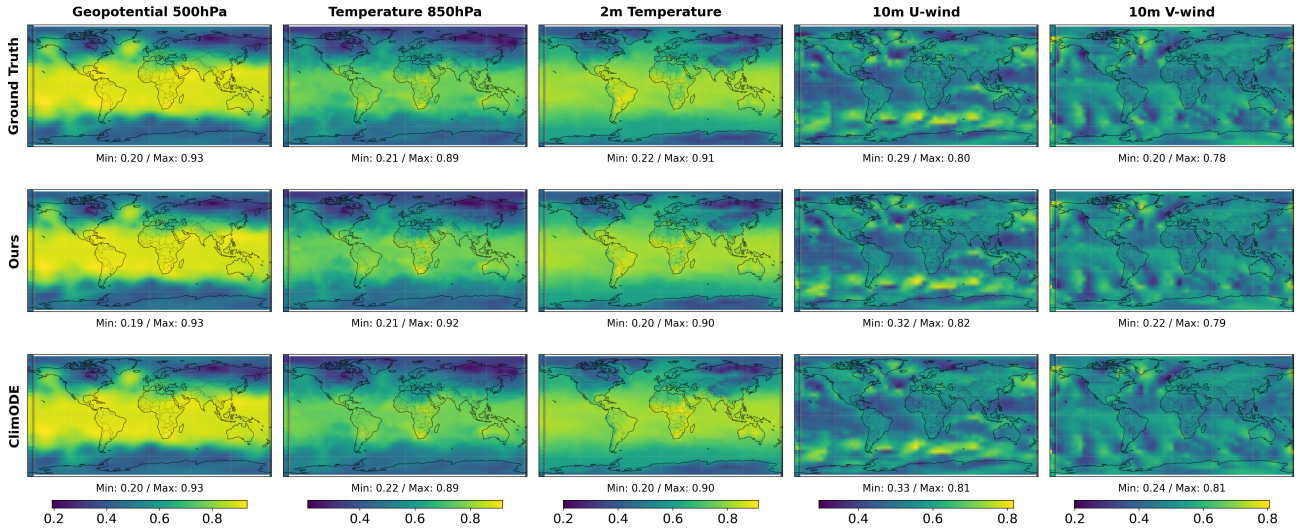 Geopotential 500hPa Temperature 850hPa 2m Temperature 10m U-wind 10m V-wind
Ground Truth
Min: 0.20 / Max: 0.93 Min: 0.21 / Max: 0.89 Min: 0.22 / Max: 0.91 Min: 0.29 / Max: 0.80 Min: 0.20 / Max: 0.78
Ours
Min: 0.19 / Max: 0.93 Min: 0.21 / Max: 0.92 Min: 0.20 / Max: 0.90 Min: 0.32 / Max: 0.82 Min: 0.22 / Max: 0.79
ClimODE
Min: 0.20 / Max: 0.93 Min: 0.22 / Max: 0.89 Min: 0.20 / Max: 0.90 Min: 0.33 / Max: 0.81 Min: 0.24 / Max: 0.81
0.2 0.4 0.6 0.8 0.4 0.6 0.8 0.2 0.4 0.6 0.8 0.4 0.6 0.8 0.2 0.4 0.6 0.8